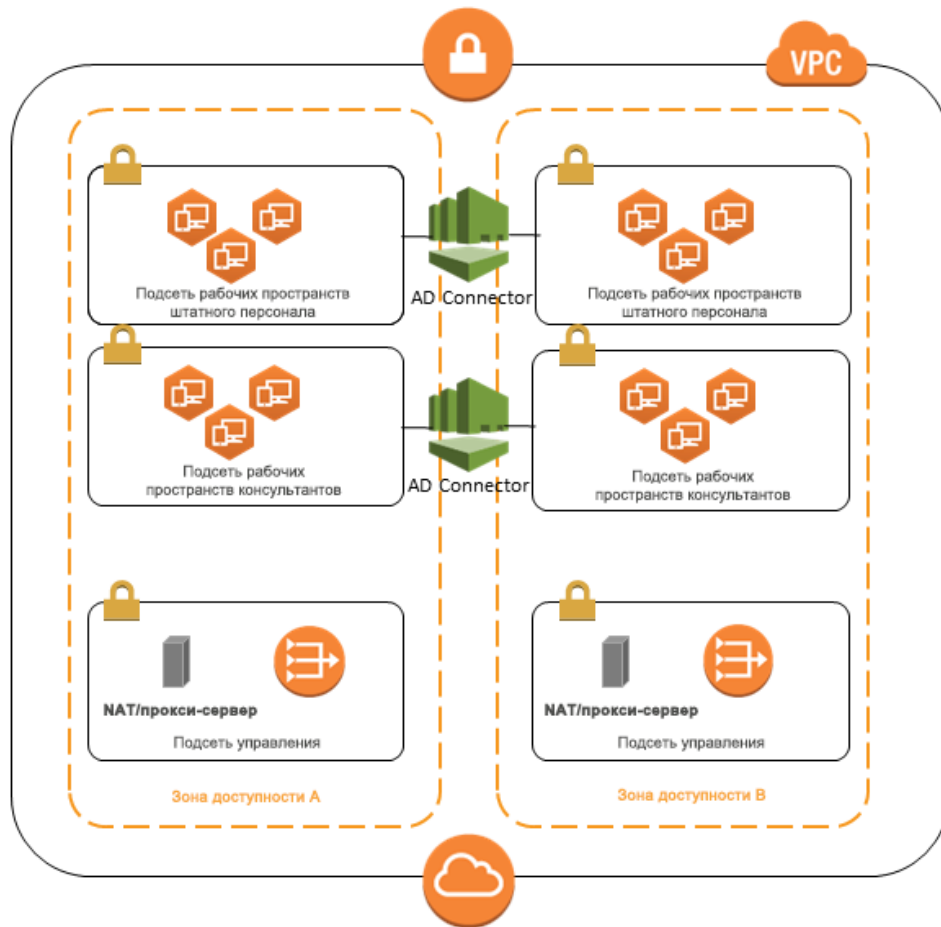 VPC
Подсеть рабочих пространств
штатного персонала
AD Connector
Подсеть рабочих пространств
штатного персонала
Подсеть рабочих
пространств консультантов
AD Connector
Подсеть рабочих
пространств консультантов
NAT/прокси-сервер
Подсеть управления
NAT/прокси-сервер
Подсеть управления
Зона доступности A
Зона доступности B